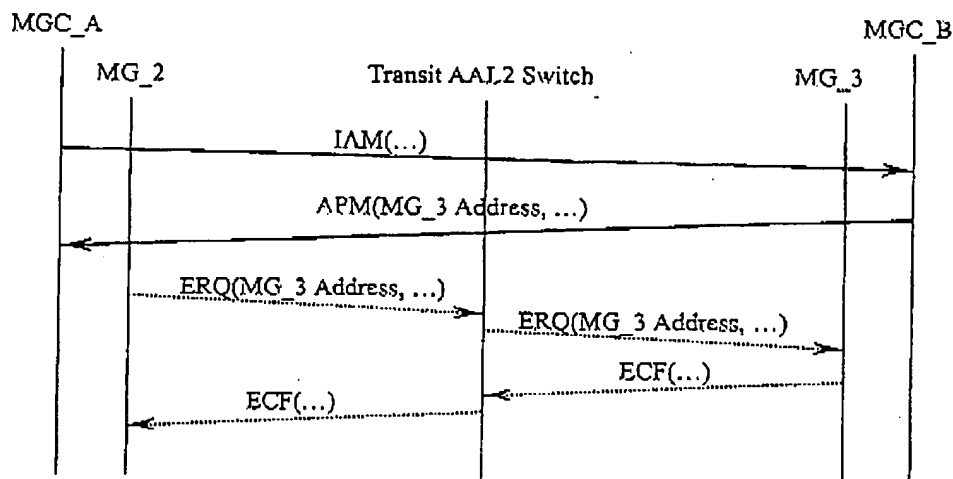 MGC_A
MGC_B
MG_2
Transit AAL2 Switch
MG_3
IAM(...)
APM(MG_3 Address, ...)
ERQ(MG_3 Address, ...)
ERQ(MG_3 Address, ...)
ECF(...)
ECF(...)